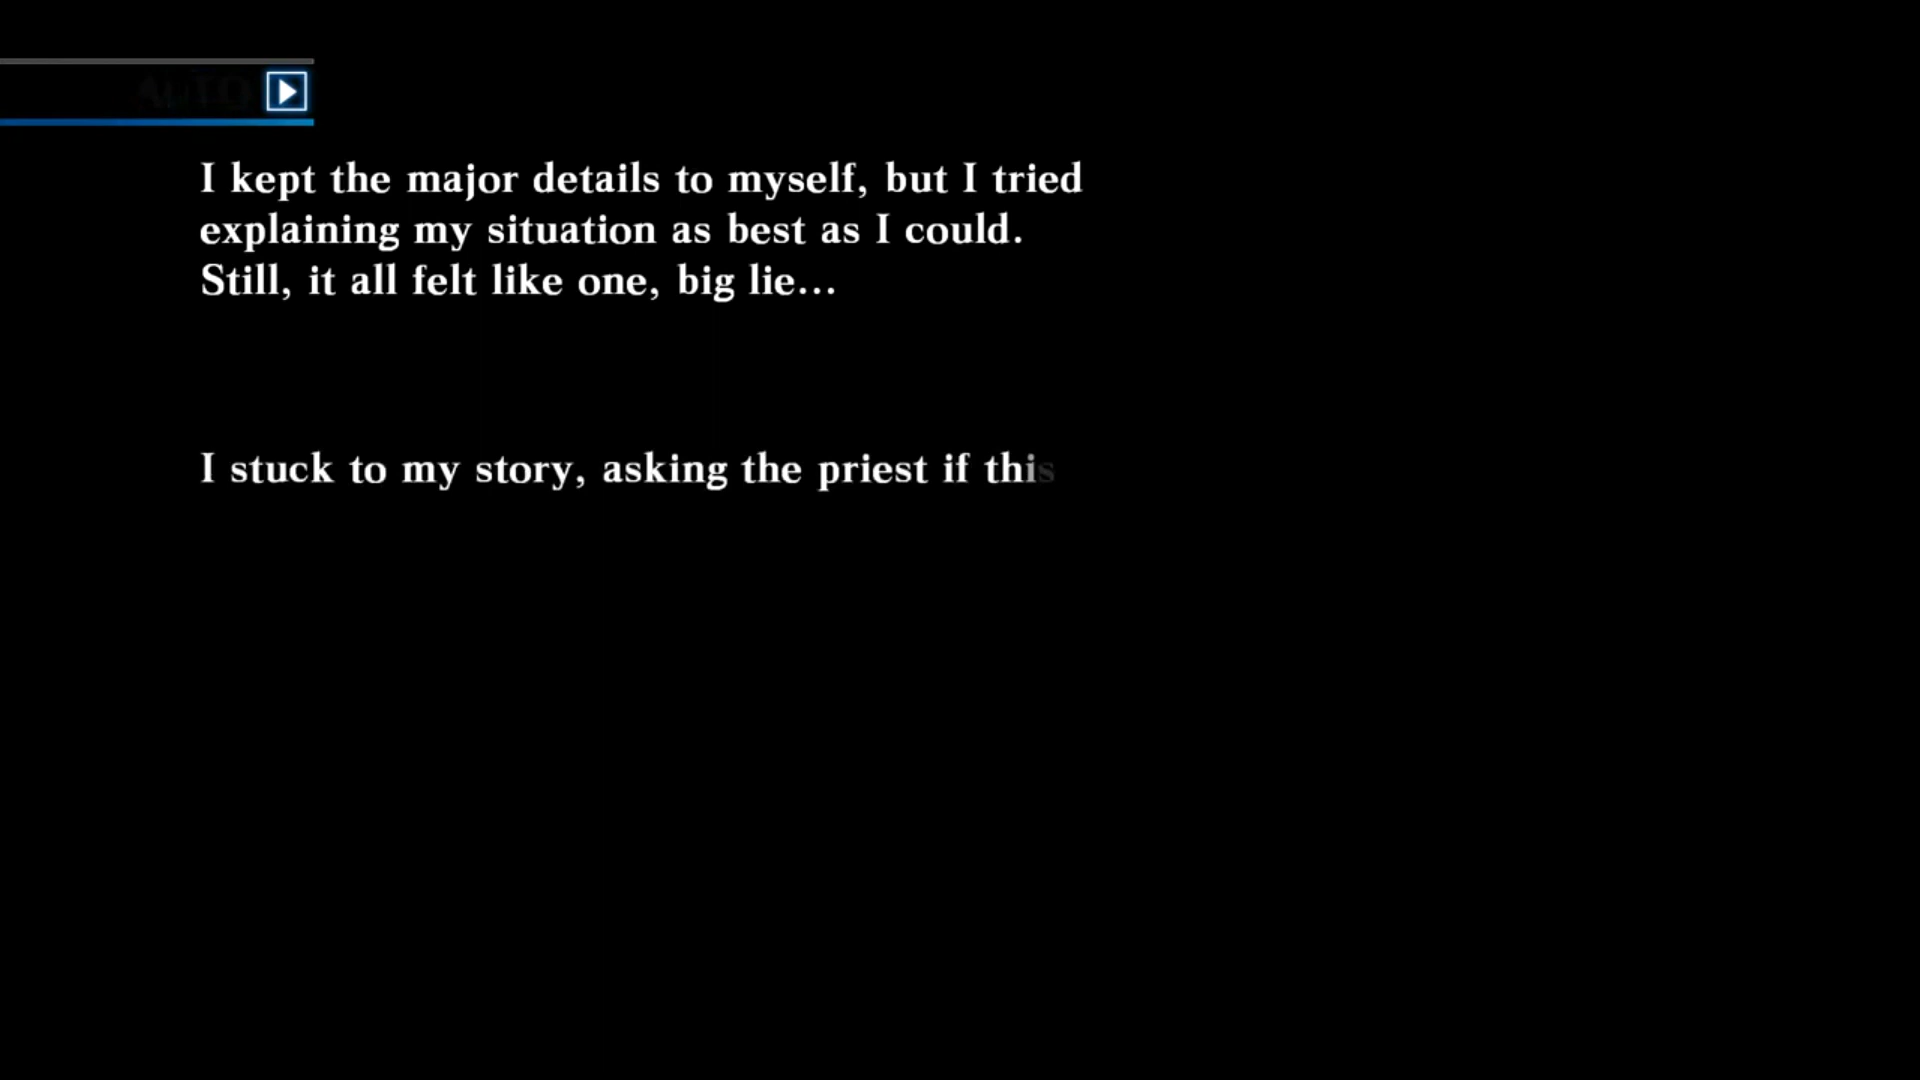 AUTO
I kept the major details to myself, but I tried
explaining my situation as best as I could.
Still, it all felt like one, big lie...
I stuck to my story, asking the priest if this